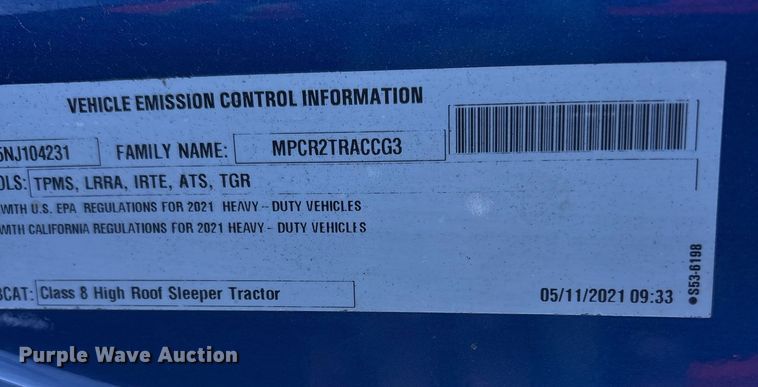 VEHICLE EMISSION CONTROL INFORMATION
5NJ104231 FAMILY NAME: MPCR2TRACCG3
OLS: TPMS, LRRA, IRTE, ATS, TGR
WITH U.S. EPA REGULATIONS FOR 2021 HEAVY - DUTY VEHICLES
WITH CALIFORNIA REGULATIONS FOR 2021 HEAVY - DUTY VEHICLES
BCAT: Class 8 High Roof Sleeper Tractor 05/11/2021 09:33
S53-6198
Purple Wave Auction